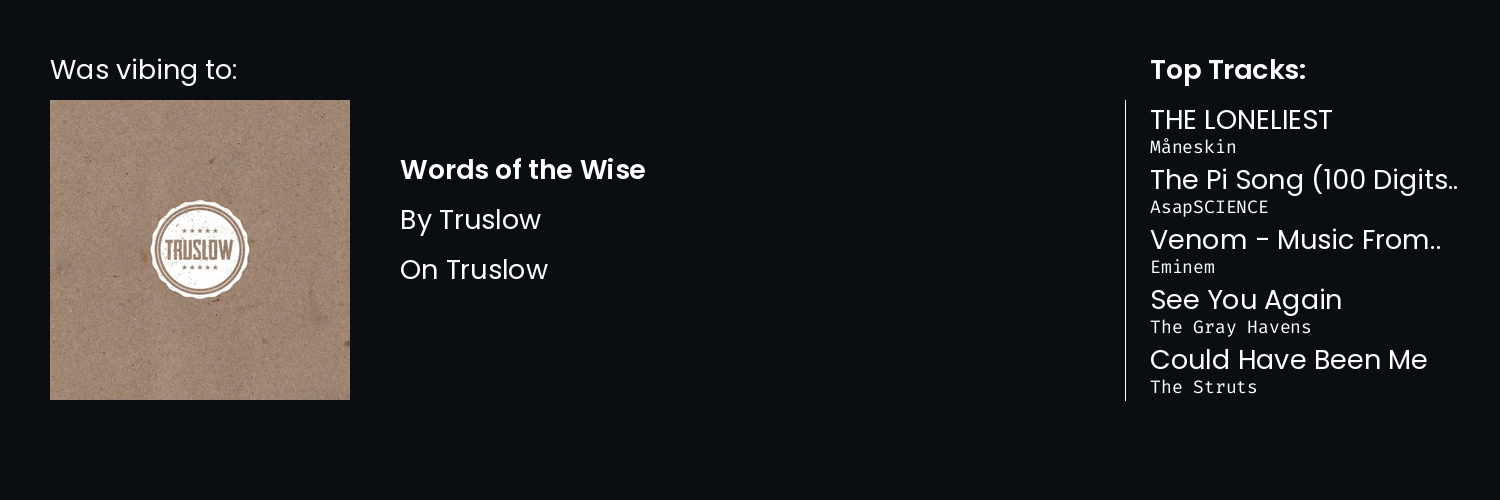 Was vibing to:
TRUSLOW
Words of the Wise
By Truslow
On Truslow
Top Tracks:
THE LONELIEST
Måneskin
The Pi Song (100 Digits..
AsapSCIENCE
Venom - Music From..
Eminem
See You Again
The Gray Havens
Could Have Been Me
The Struts